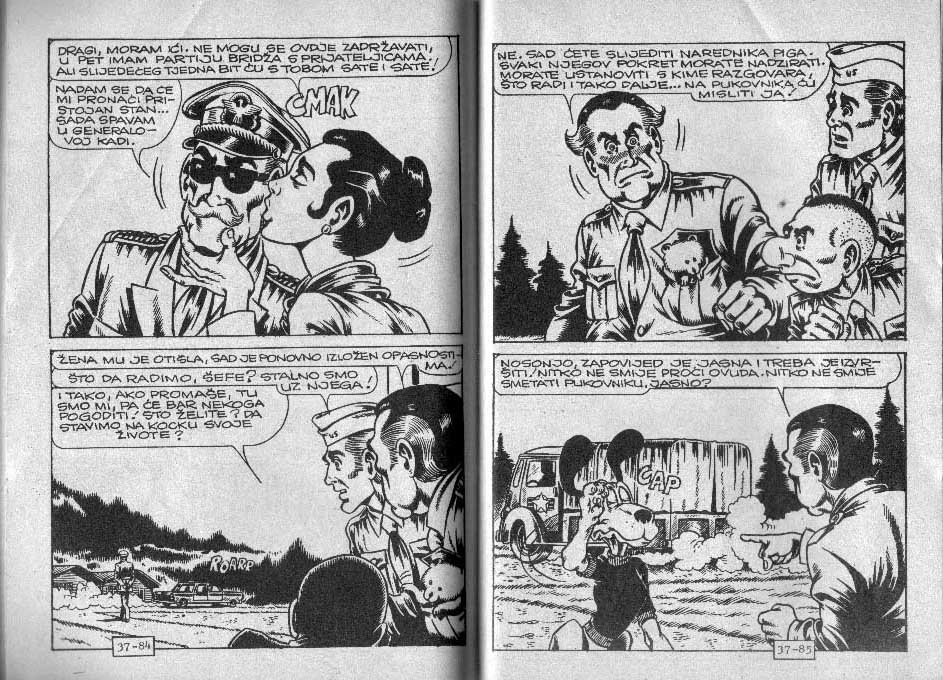 DRAGI, MORAM IĆI. NE MOGU SE OVDJE ZADRŽAVATI,
U PET IMAM PARTIJU BRIDŽA S PRIJATELJICAMA.
ALI SLIJEDEĆEG TJEDNA BIT ĆU S TOBOM SATE I SATE!
NADAM SE DA ĆE
MI PRONAĆI PRI-
STOJAN STAN...
SADA SPAVAM
U GENERALO-
VOJ KADI.
CMAK
ŽENA MU JE OTIŠLA, SAD JE PONOVNO IZLOŽEN OPASNOSTI-
MA!
ŠTO DA RADIMO, ŠEFE? STALNO SMO
UZ NJEGA!
I TAKO, AKO PROMAŠE, TU
SMO MI, PA ĆE BAR NEKOGA
POGODITI! ŠTO ŽELITE? DA
STAVIMO NA KOCKU SVOJE
ŽIVOTE?
US
ROARR
37-84
NE. SAD ĆETE SLIJEDITI NAREDNIKA PIGA.
SVAKI NJEGOV POKRET MORATE NADZIRATI.
MORATE USTANOVITI S KIME RAZGOVARA,
ŠTO RADI I TAKO DALJE... NA PUKOVNIKA ĆU
MISLITI JA!
US
NOSONJO, ZAPOVIJED JE JASNA I TREBA JE IZVR-
ŠITI. NITKO NE SMIJE PROĆI OVUDA. NITKO NE SMIJE
SMETATI PUKOVNIKU, JASNO?
CAP
37-85